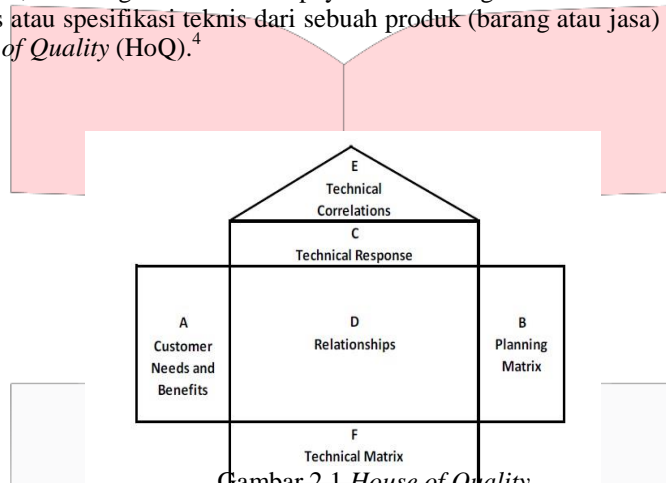 s atau spesifikasi teknis dari sebuah produk (barang atau jasa)
of Quality (HoQ).4
E
Technical
Correlations
C
Technical Response
A
Customer
Needs and
Benefits
D
Relationships
B
Planning
Matrix
F
Technical Matrix
Gambar 2.1 House of Quality